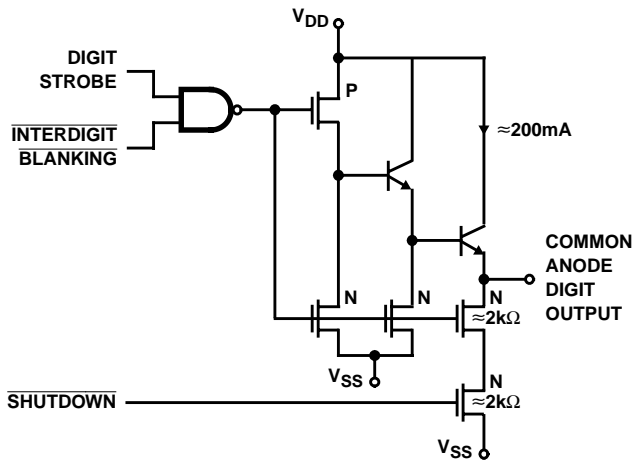 VDD
DIGIT
STROBE
P
INTERDIGIT
BLANKING
≈200mA
COMMON
ANODE
DIGIT
OUTPUT
N
N
N
≈2kΩ
VSS
N
SHUTDOWN
≈2kΩ
VSS